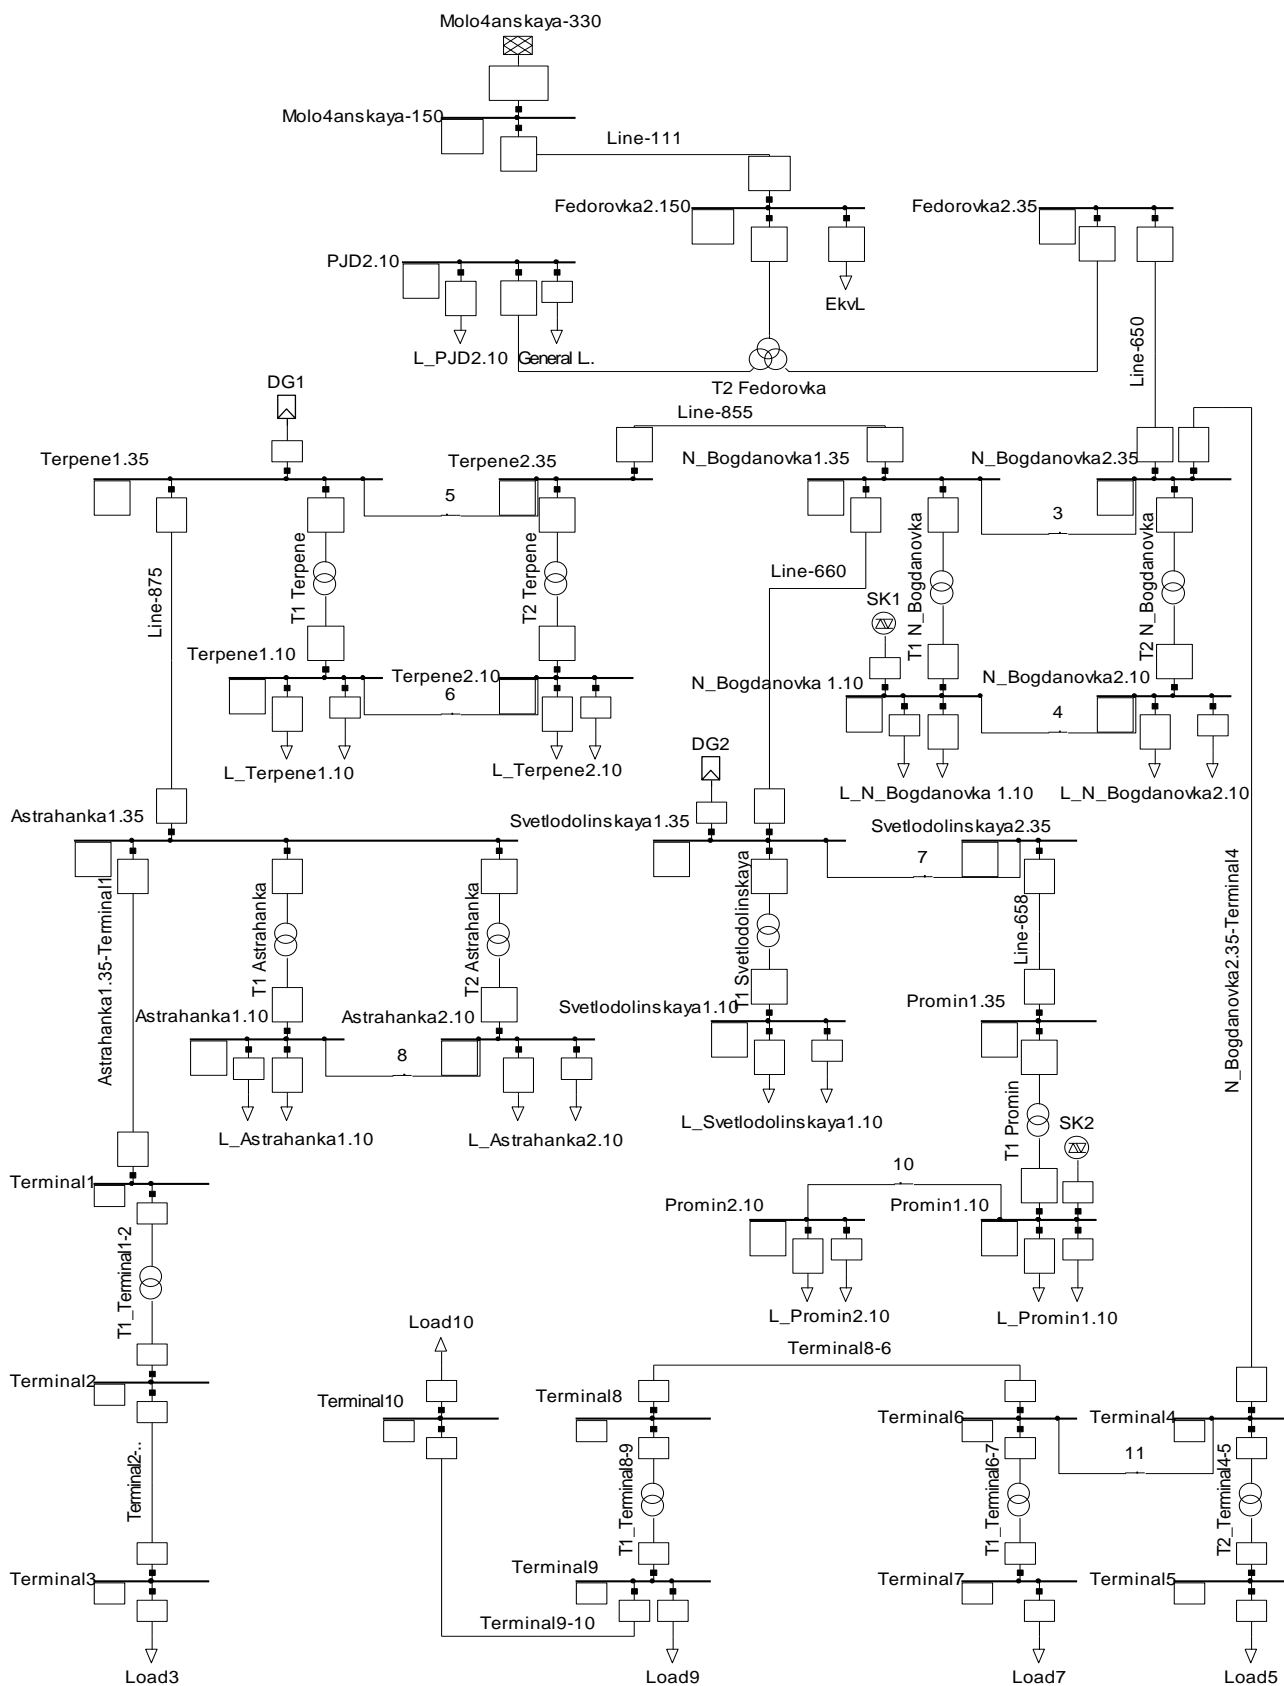 Molo4anskaya-330
Molo4anskaya-150
Line-111
Fedorovka2.150
Fedorovka2.35
PJD2.10
EkvL
L_PJD2.10
General L..
T2 Fedorovka
Line-650
DG1
Line-855
Terpene1.35
Terpene2.35
N_Bogdanovka1.35
N_Bogdanovka2.35
5
3
T1 Terpene
T2 Terpene
T1 N_Bogdanovka
T2 N_Bogdanovka
Line-875
Line-660
SK1
Terpene1.10
Terpene2.10
N_Bogdanovka 1.10
N_Bogdanovka2.10
6
4
L_Terpene1.10
L_Terpene2.10
DG2
L_N_Bogdanovka 1.10
L_N_Bogdanovka2.10
Astrahanka1.35
Svetlodolinskaya1.35
Svetlodolinskaya2.35
7
Astrahanka1.35-Terminal1
T1 Astrahanka
T2 Astrahanka
T1 Svetlodolinskaya
Line-658
N_Bogdanovka2.35-Terminal4
Astrahanka1.10
Astrahanka2.10
Svetlodolinskaya1.10
Promin1.35
8
L_Astrahanka1.10
L_Astrahanka2.10
L_Svetlodolinskaya1.10
T1 Promin
SK2
10
Terminal1
Promin2.10
Promin1.10
T1_Terminal1-2
L_Promin2.10
L_Promin1.10
Load10
Terminal8-6
Terminal2
Terminal10
Terminal8
Terminal6
Terminal4
11
Terminal2-..
T1_Terminal8-9
T1_Terminal6-7
T2_Terminal4-5
Terminal3
Terminal9
Terminal7
Terminal5
Terminal9-10
Load3
Load9
Load7
Load5